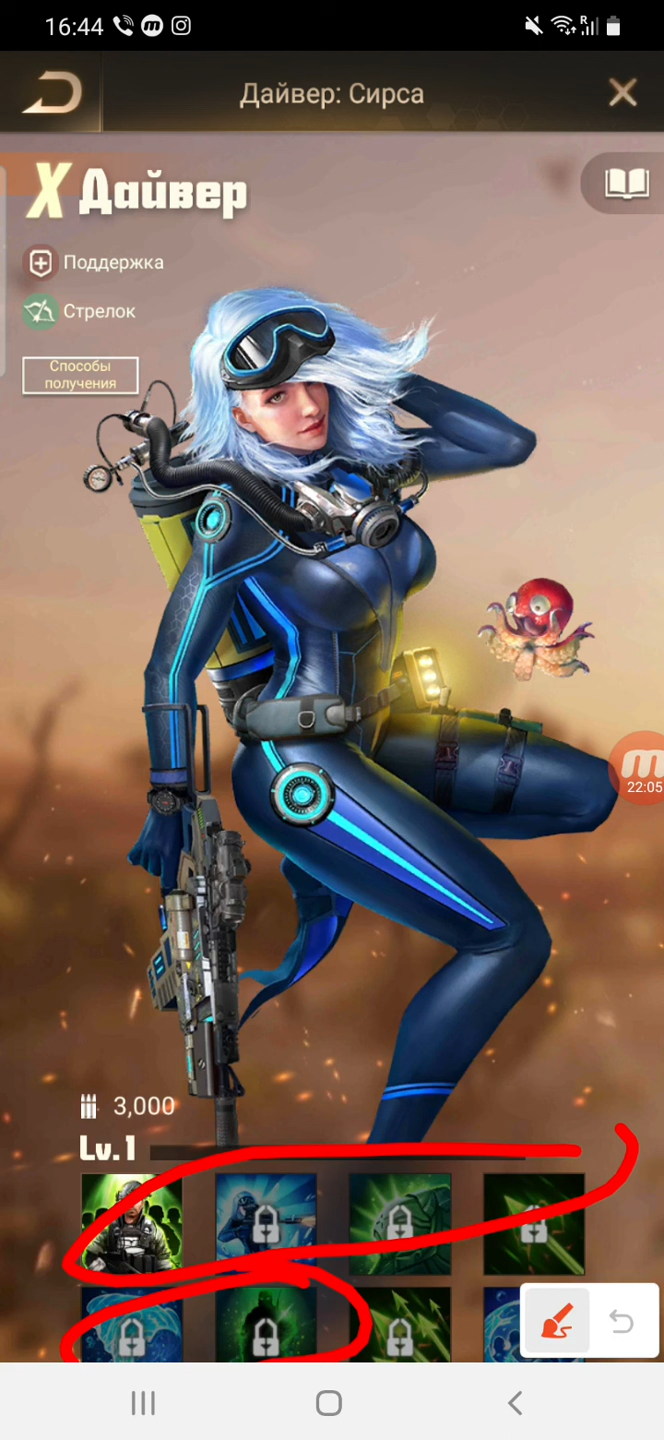 16:44
Дайвер: Сирса
X Дайвер
Поддержка
Стрелок
Способы
получения
22:05
3,000
Lv.1